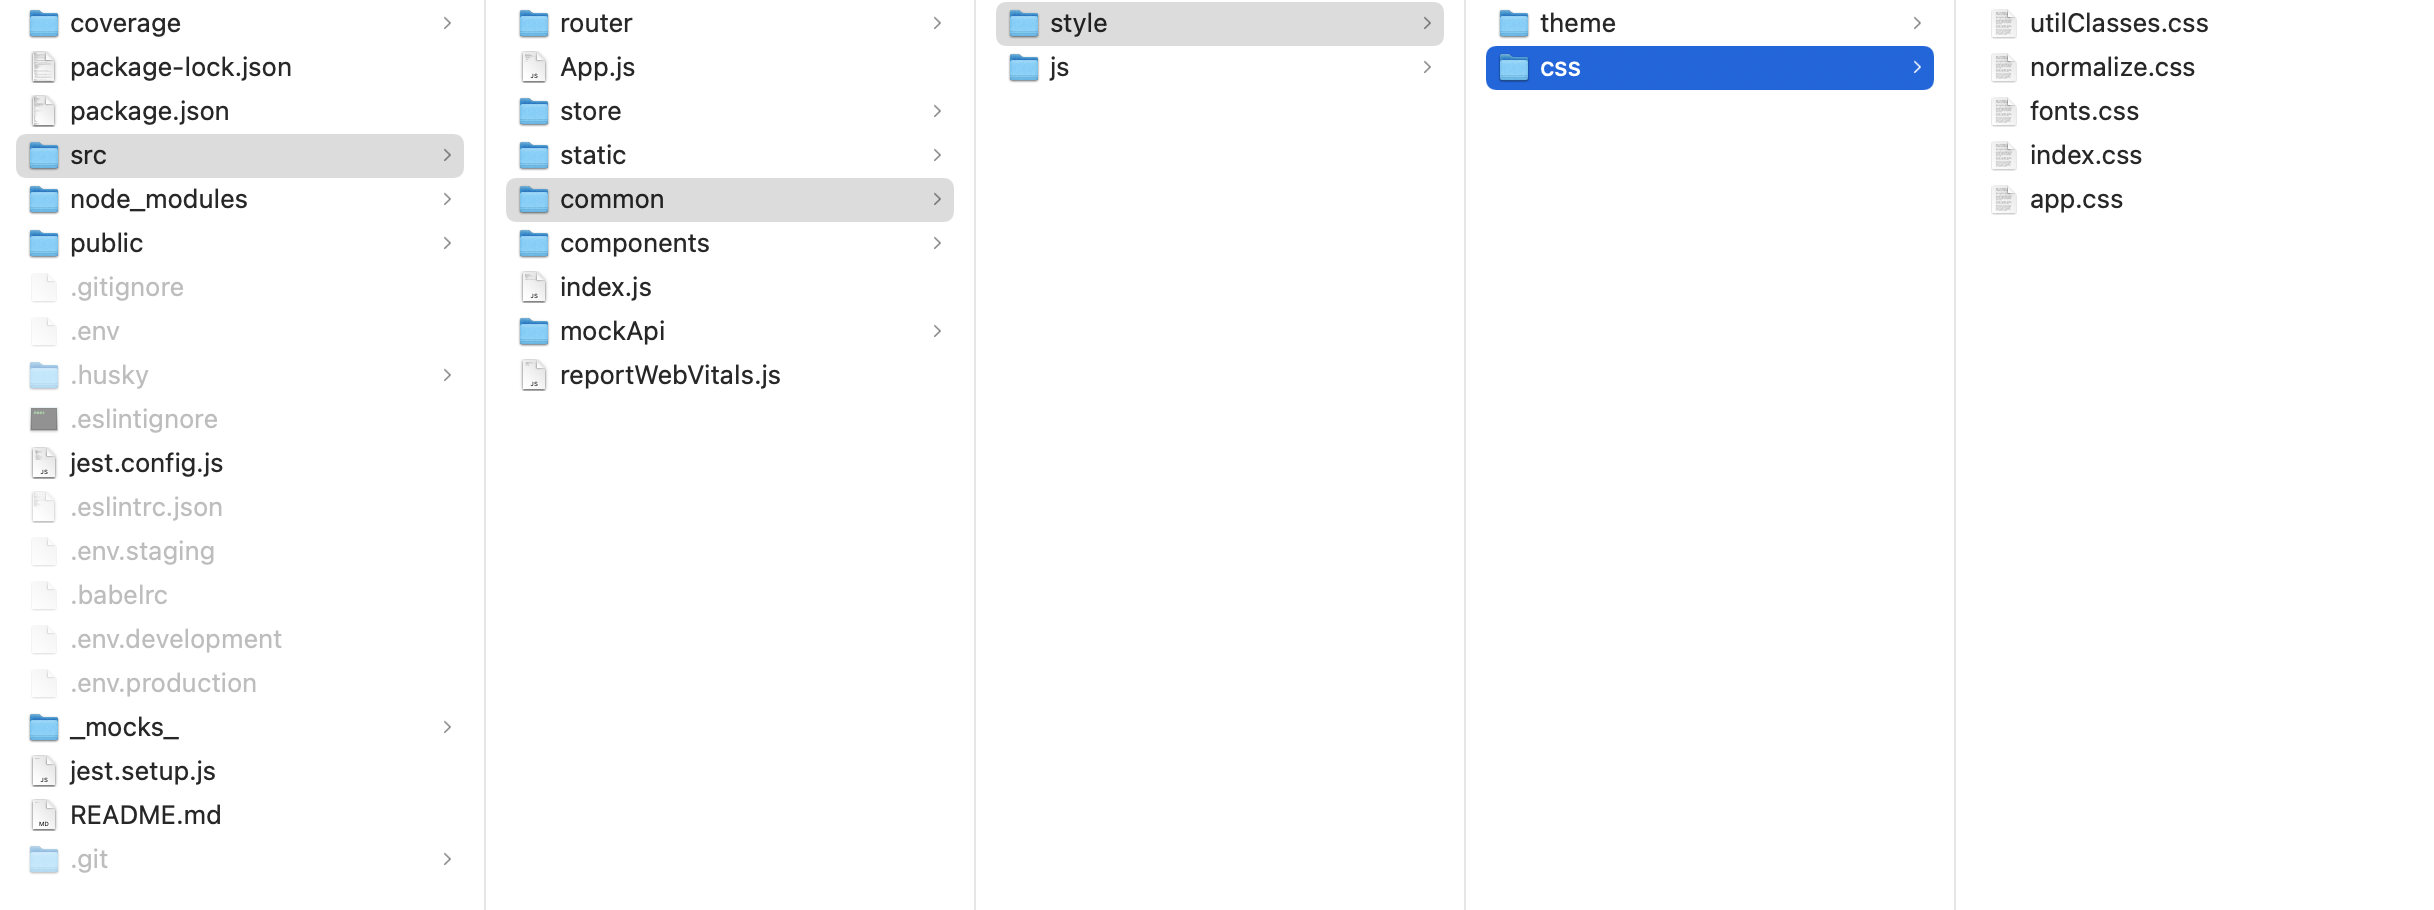 coverage
package-lock.json
package.json
src
node_modules
public
.gitignore
.env
.husky
.eslintignore
jest.config.js
.eslintrc.json
.env.staging
.babelrc
.env.development
.env.production
_mocks_
jest.setup.js
README.md
.git
router
App.js
store
static
common
components
index.js
mockApi
reportWebVitals.js
style
js
theme
css
utilClasses.css
normalize.css
fonts.css
index.css
app.css